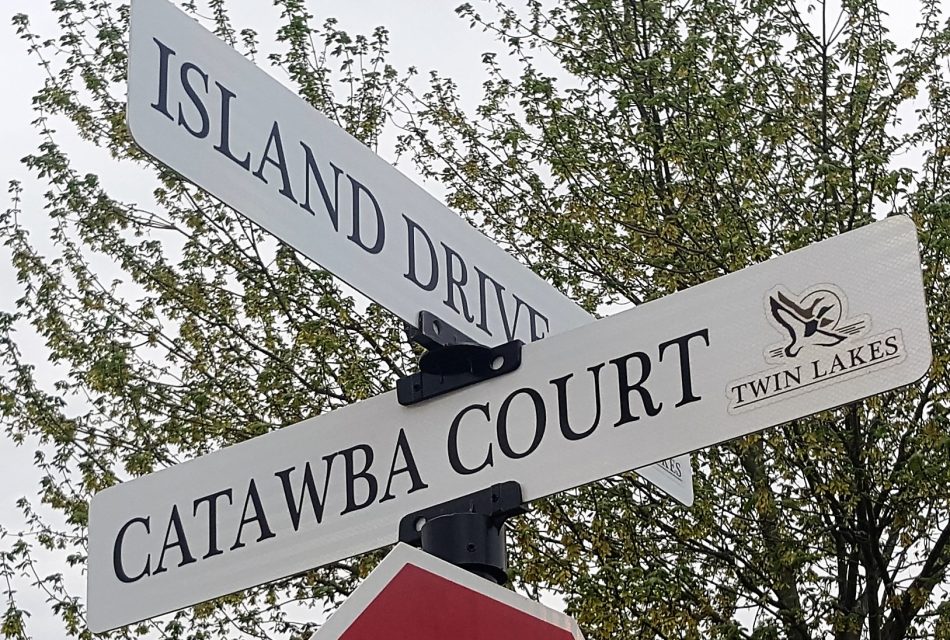 ISLAND DRIVE
CATAWBA COURT
TWIN LAKES